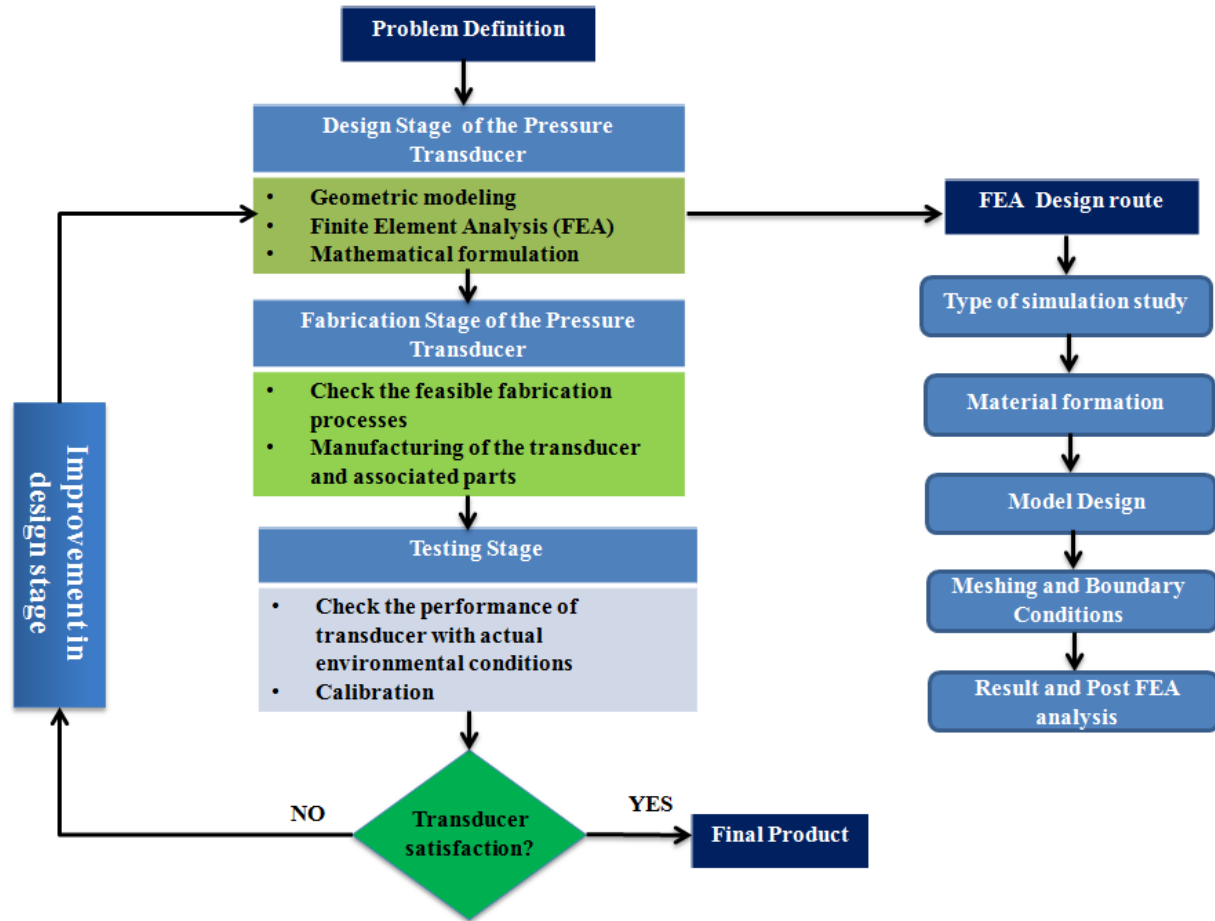 Problem Definition
Design Stage of the Pressure
Transducer
• Geometric modeling
• Finite Element Analysis (FEA)
• Mathematical formulation
Fabrication Stage of the Pressure
Transducer
• Check the feasible fabrication
processes
• Manufacturing of the transducer
and associated parts
Testing Stage
• Check the performance of
transducer with actual
environmental conditions
• Calibration
Transducer
satisfaction?
NO
YES
Final Product
Improvement in
design stage
FEA Design route
Type of simulation study
Material formation
Model Design
Meshing and Boundary
Conditions
Result and Post FEA
analysis